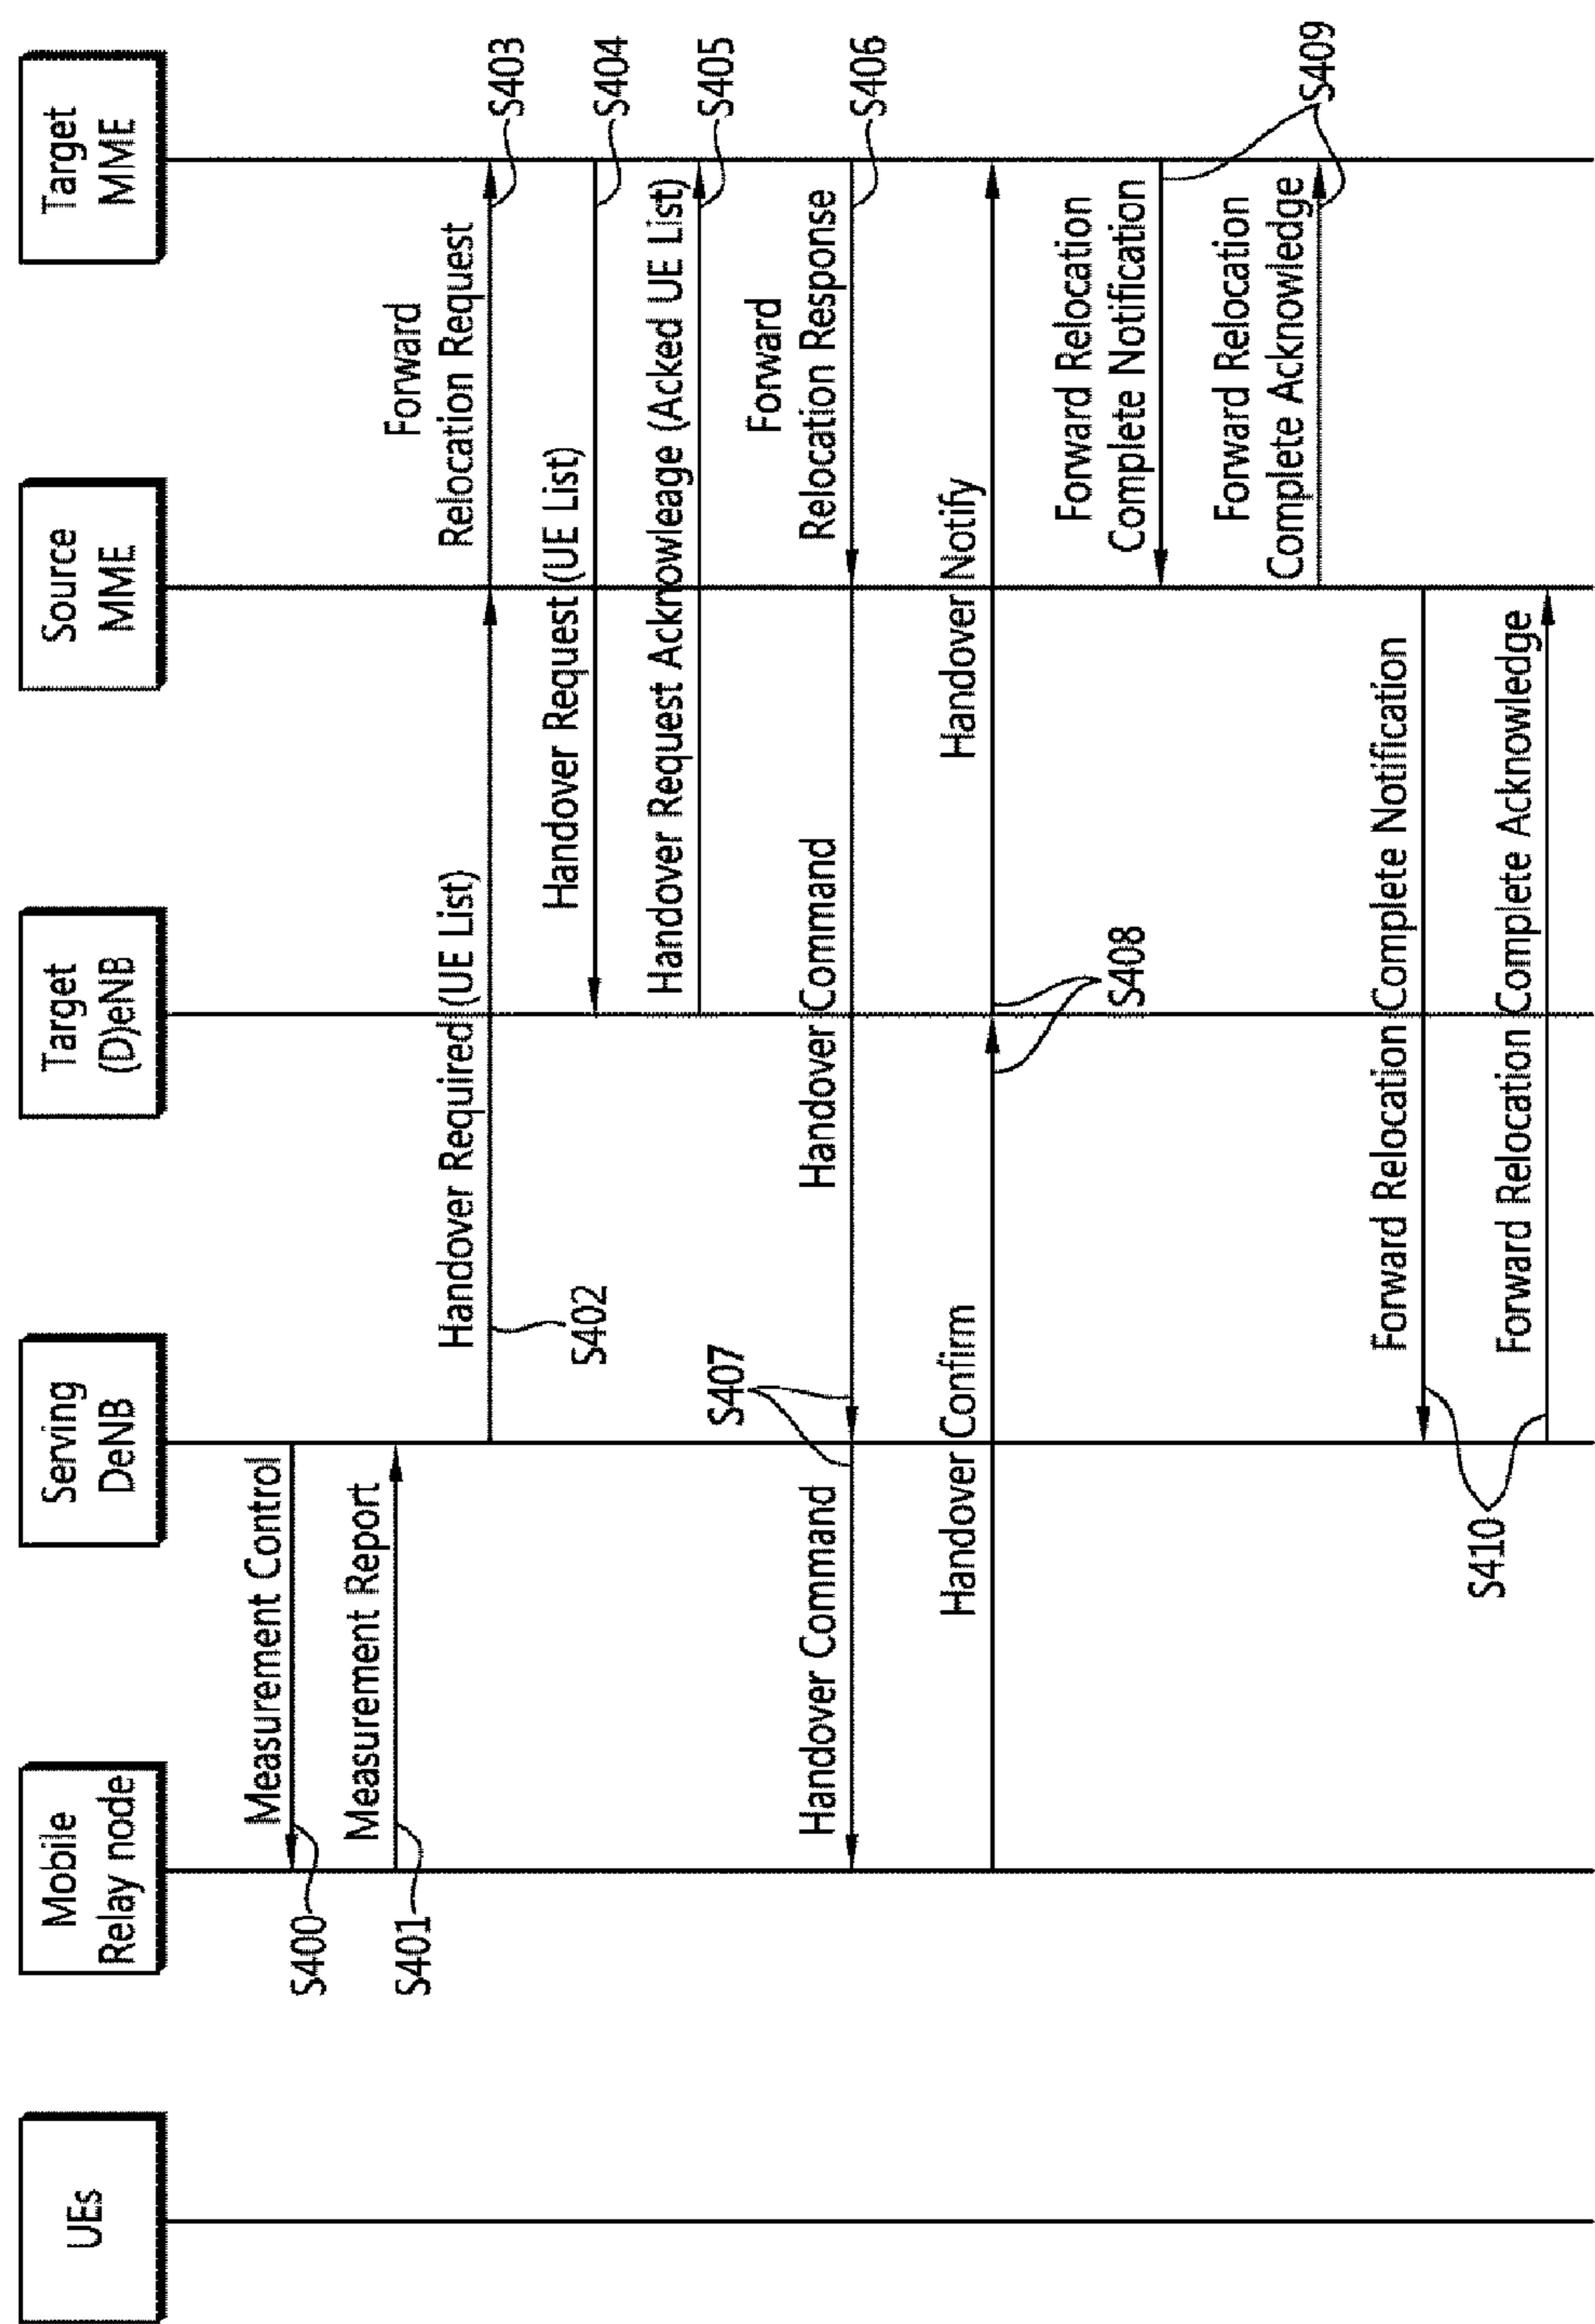 UEs
Mobile
Relay node
Serving
DeNB
Target
(D)eNB
Source
MME
Target
MME
Measurement Control
S400
Measurement Report
S401
Handover Required (UE List)
S402
Forward
Relocation Request
S403
Handover Request (UE List)
S404
Handover Request Acknowleage (Acked UE List)
S405
Forward
Relocation Response
S406
Handover Command
Handover Command
S407
Handover Confirm
Handover Notify
S408
Forward Relocation
Complete Notification
Forward Relocation
Complete Acknowledge
S409
Forward Relocation Complete Notification
Forward Relocation Complete Acknowledge
S410